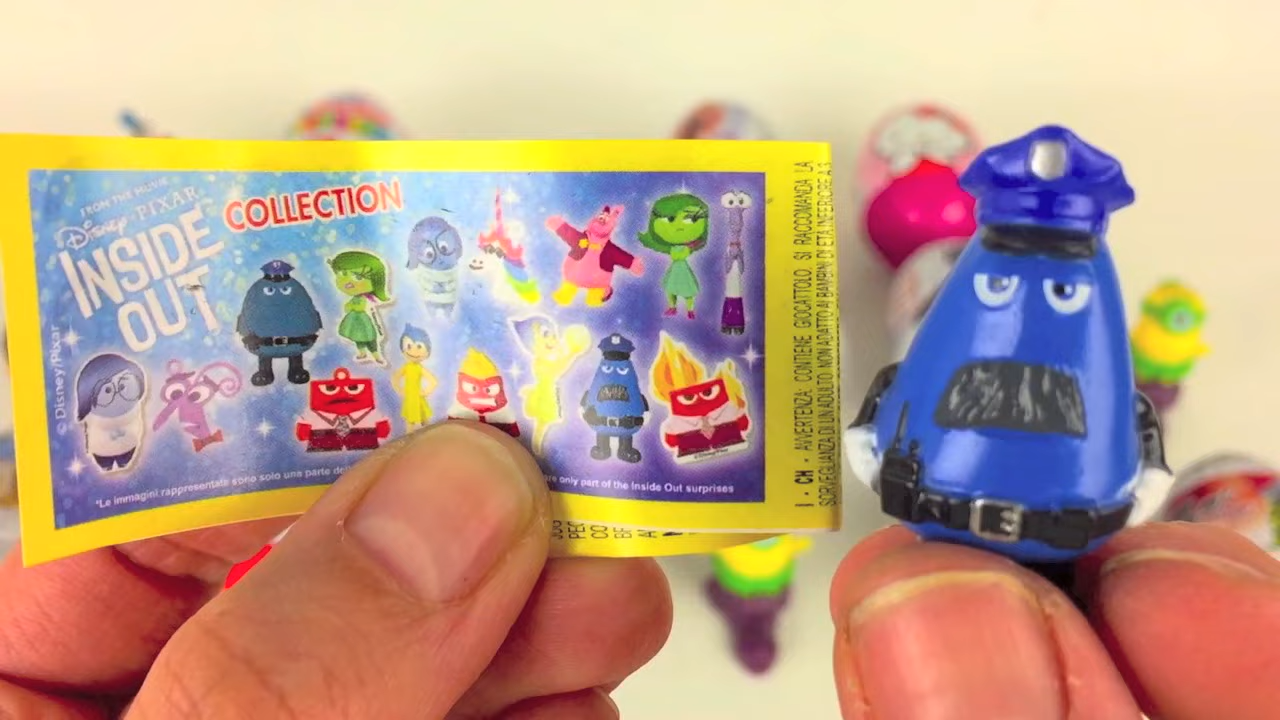 FROM THE MOVIE
Disney · PIXAR
INSIDE
OUT
COLLECTION
© Disney/Pixar
*Le immagini rappresentate sono solo una parte del
are only part of the Inside Out surprises
I · CH · AVVERTENZA: CONTIENE GIOCATTOLO. SI RACCOMANDA LA
SORVEGLIANZA DI UN ADULTO. NON ADATTO AI BAMBINI DI ETÀ INFERIORE A 3